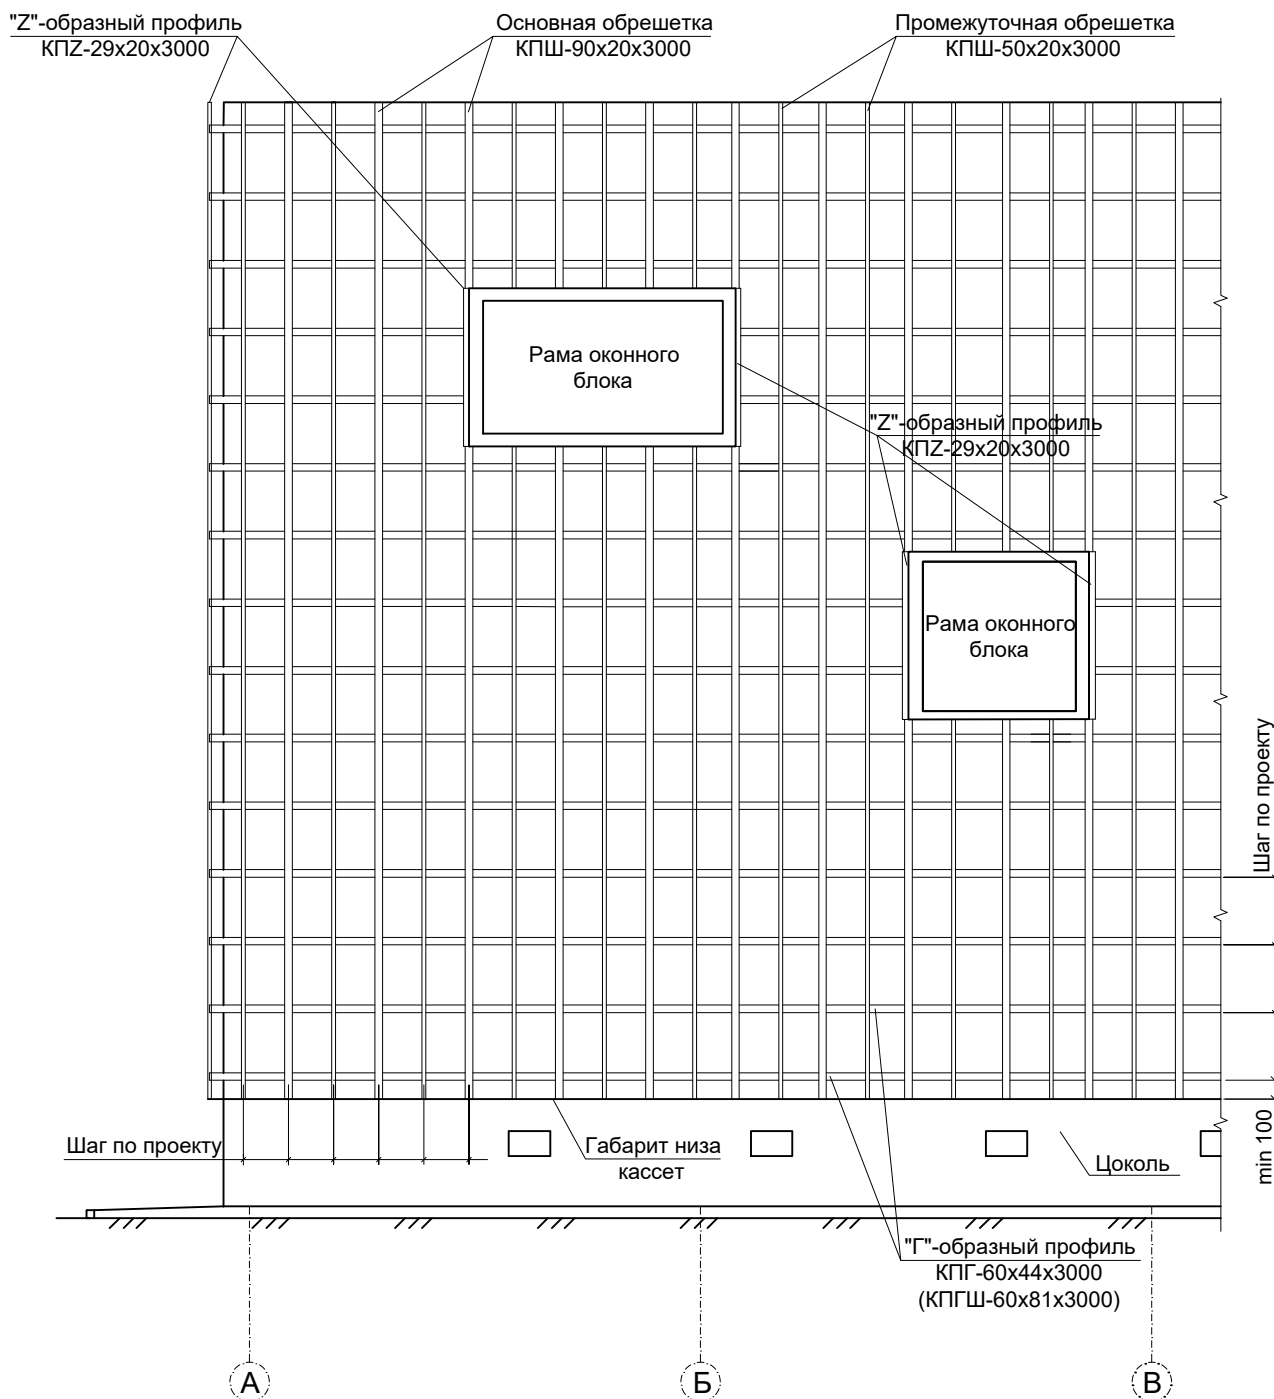 "Z"-образный профиль
КПZ-29х20х3000
Основная обрешетка
КПШ-90х20х3000
Промежуточная обрешетка
КПШ-50х20х3000
Рама оконного
блока
"Z"-образный профиль
КПZ-29х20х3000
Рама оконного
блока
Шаг по проекту
Шаг по проекту
Габарит низа
кассет
Цоколь
min 100
"Г"-образный профиль
КПГ-60х44х3000
(КПГШ-60х81х3000)
А
Б
В